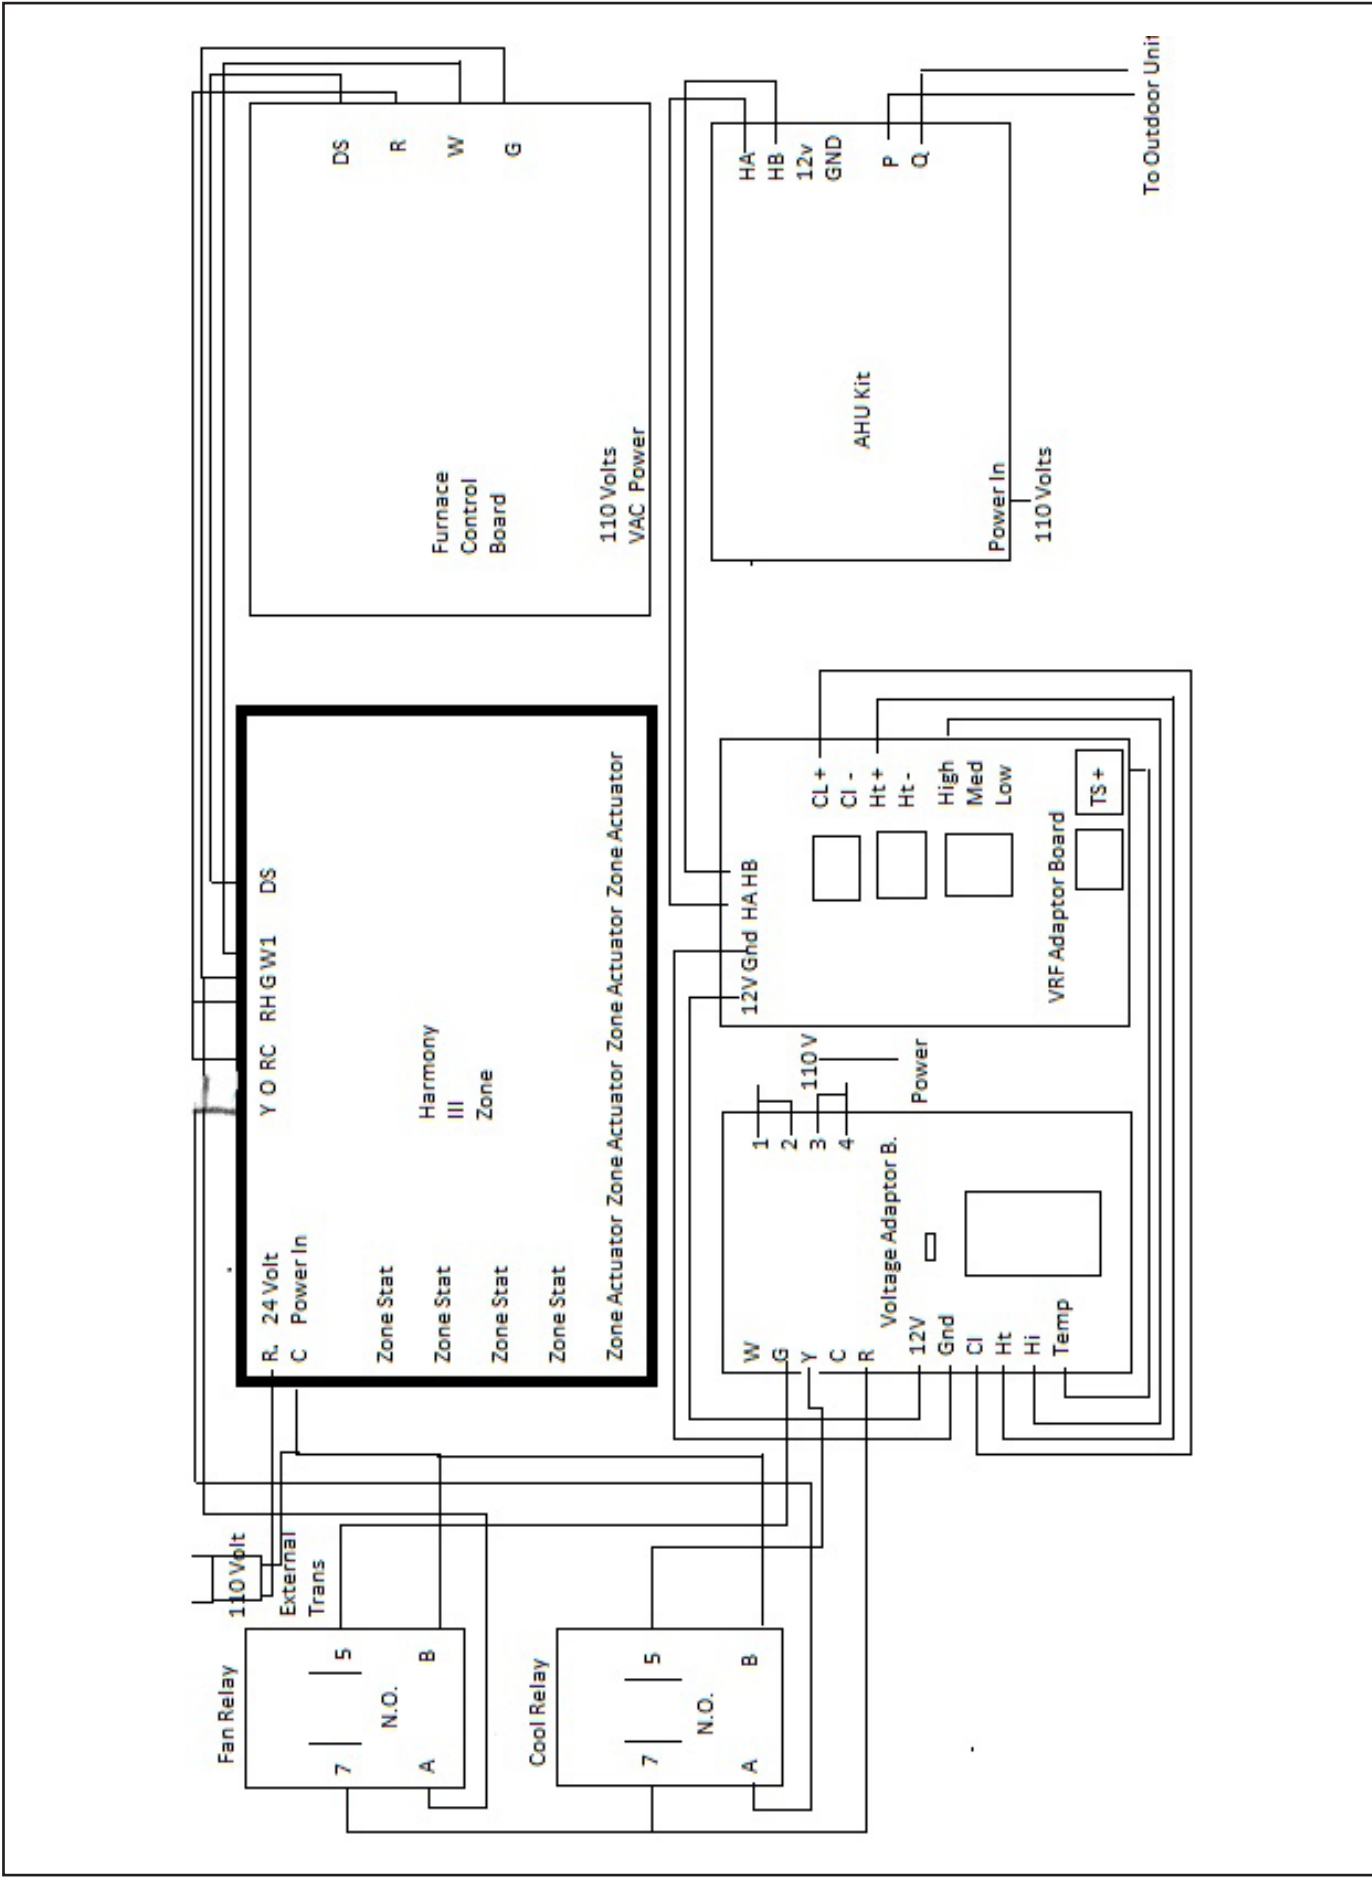 Fan Relay
7
5
N.O.
A
B
110 Volt
External
Trans
Cool Relay
7
5
N.O.
A
B
R. 24 Volt
C Power In
Y O RC RH G W1 DS
Harmony
III
Zone
Zone Stat
Zone Stat
Zone Stat
Zone Stat
Zone Actuator Zone Actuator Zone Actuator Zone Actuator Zone Actuator
DS
R
W
G
Furnace
Control
Board
110 Volts
VAC Power
W
G
Y
C
R
12V
Gnd
Cl
Ht
Hi
Temp
Voltage Adaptor B.
1
2
3
4
110 V
Power
12V Gnd HA HB
CL +
Cl -
Ht +
Ht -
High
Med
Low
TS +
VRF Adaptor Board
HA
HB
12v
GND
P
Q
AHU Kit
Power In
110 Volts
To Outdoor Unit